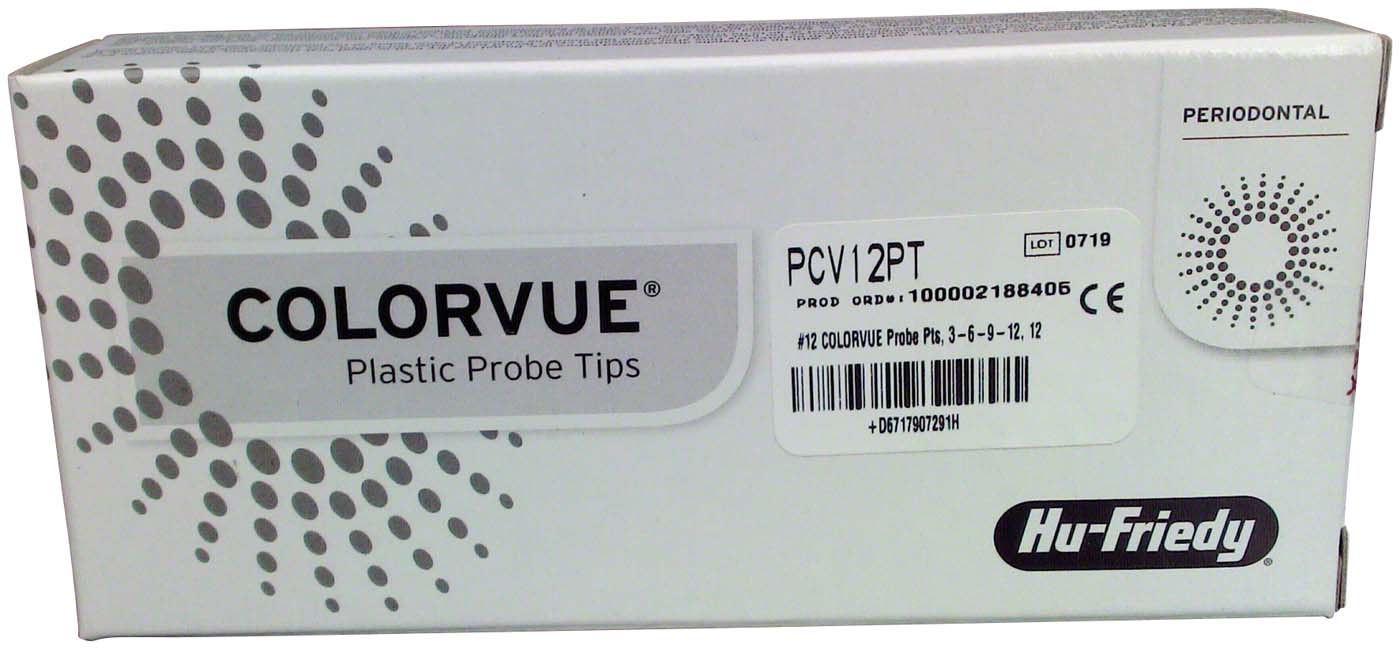 PERIODONTAL
COLORVUE®
Plastic Probe Tips
PCV12PT
LOT 0719
PROD ORD#: 100002188405
CE
#12 COLORVUE Probe Pts, 3-6-9-12, 12
+D6717907291H
Hu-Friedy®